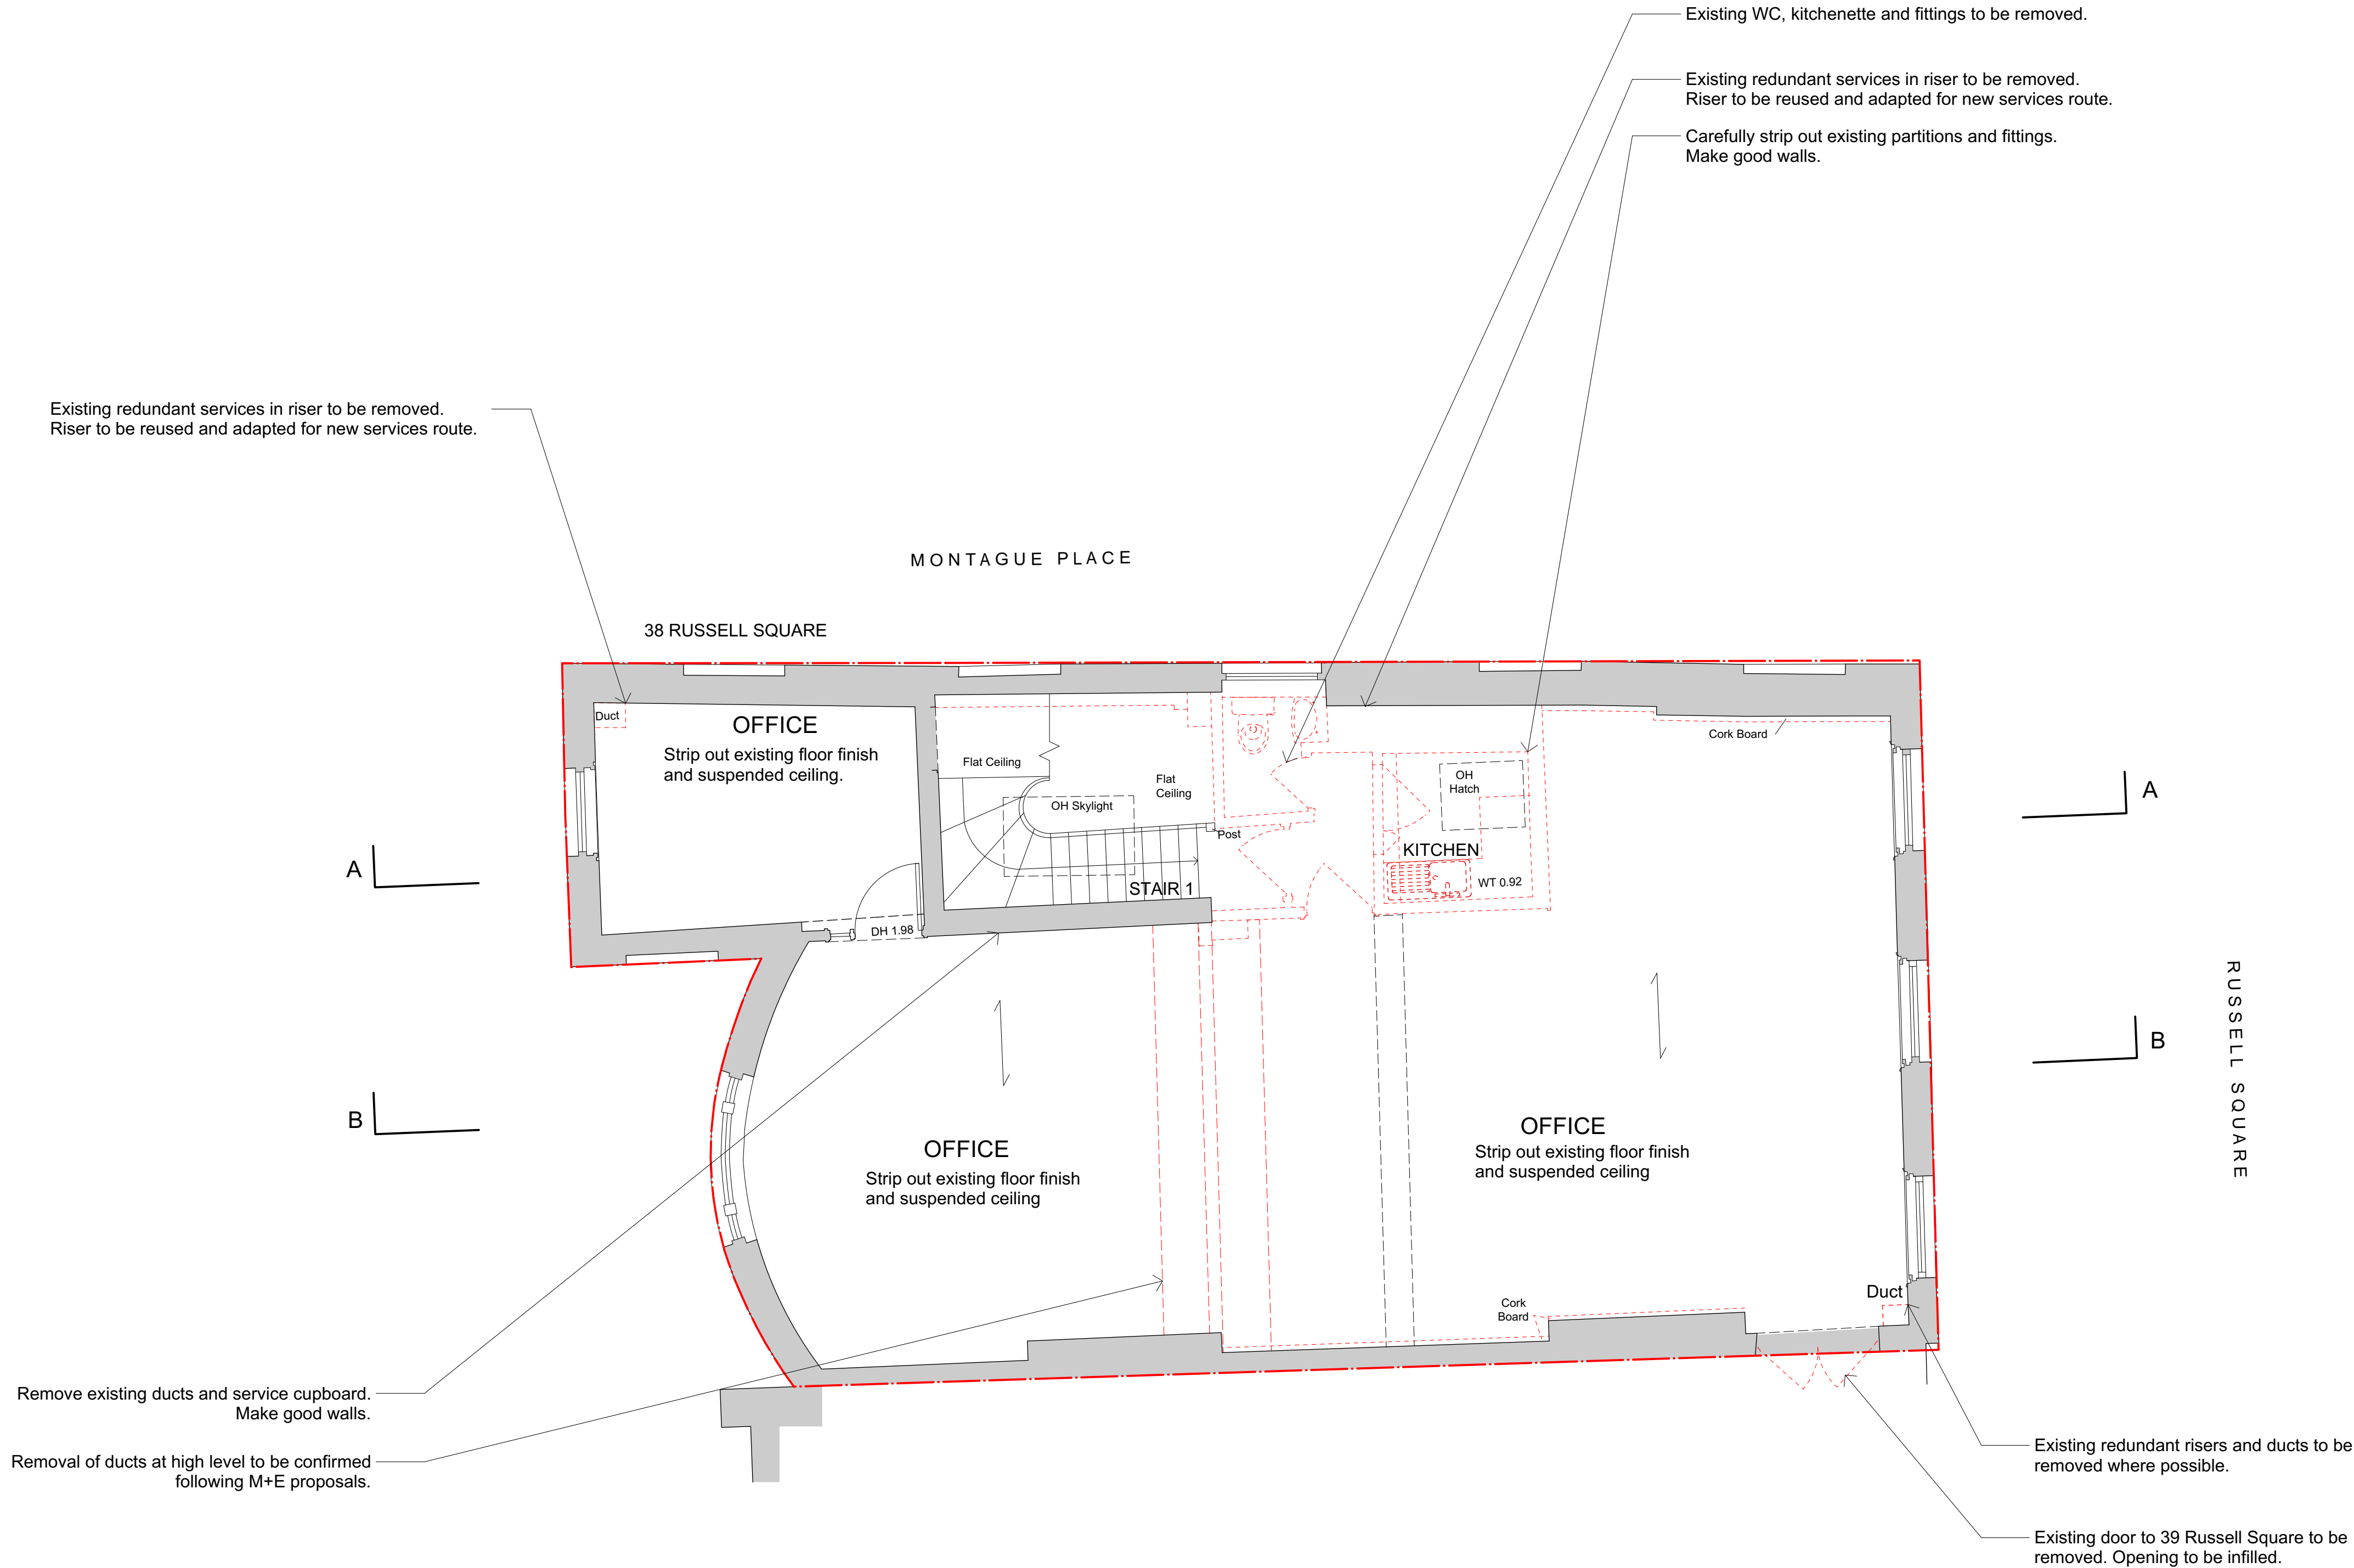 Existing WC, kitchenette and fittings to be removed.
Existing redundant services in riser to be removed.
Riser to be reused and adapted for new services route.
Carefully strip out existing partitions and fittings.
Make good walls.
Existing redundant services in riser to be removed.
Riser to be reused and adapted for new services route.
MONTAGUE PLACE
38 RUSSELL SQUARE
Duct
OFFICE
Strip out existing floor finish
and suspended ceiling.
Flat Ceiling
Flat
Ceiling
OH Skylight
Post
STAIR 1
DH 1.98
OH
Hatch
KITCHEN
WT 0.92
Cork Board
A
A
B
B
RUSSELL SQUARE
OFFICE
Strip out existing floor finish
and suspended ceiling
OFFICE
Strip out existing floor finish
and suspended ceiling
Cork
Board
Duct
Remove existing ducts and service cupboard.
Make good walls.
Removal of ducts at high level to be confirmed
following M+E proposals.
Existing redundant risers and ducts to be
removed where possible.
Existing door to 39 Russell Square to be
removed. Opening to be infilled.